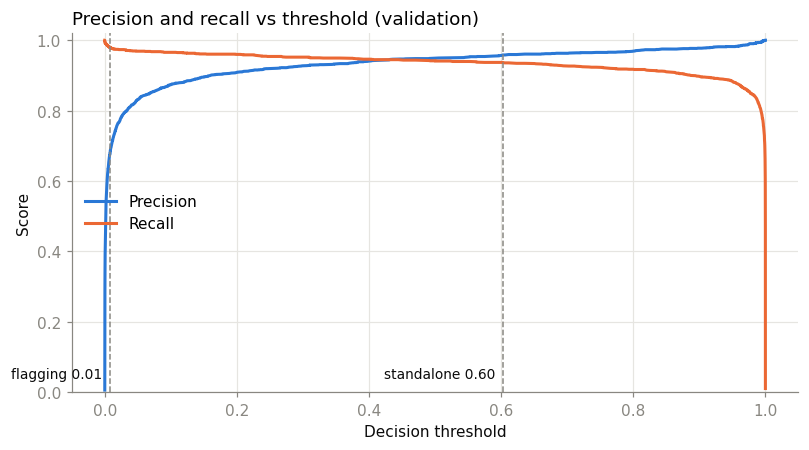 Precision and recall vs threshold (validation)
1.0
0.8
0.6
0.4
0.2
0.0
Score
Precision
Recall
flagging 0.01
standalone 0.60
0.0 0.2 0.4 0.6 0.8 1.0
Decision threshold